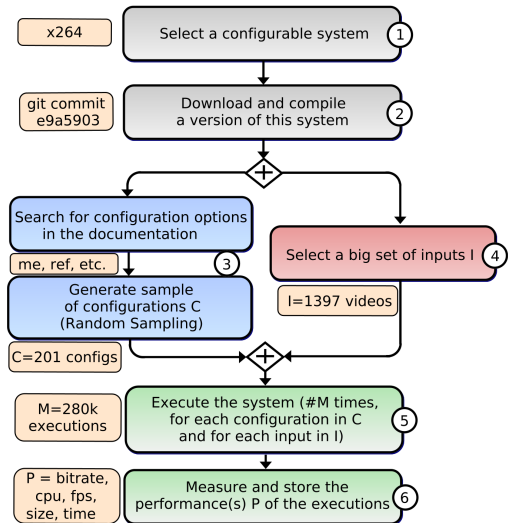 x264
Select a configurable system
1
git commit
e9a5903
Download and compile
a version of this system
2
Search for configuration options
in the documentation
me, ref, etc.
3
Generate sample
of configurations C
(Random Sampling)
C=201 configs
Select a big set of inputs I
4
I=1397 videos
M=280k
executions
Execute the system (#M times,
for each configuration in C
and for each input in I)
5
P = bitrate,
cpu, fps,
size, time
Measure and store the
performance(s) P of the executions
6